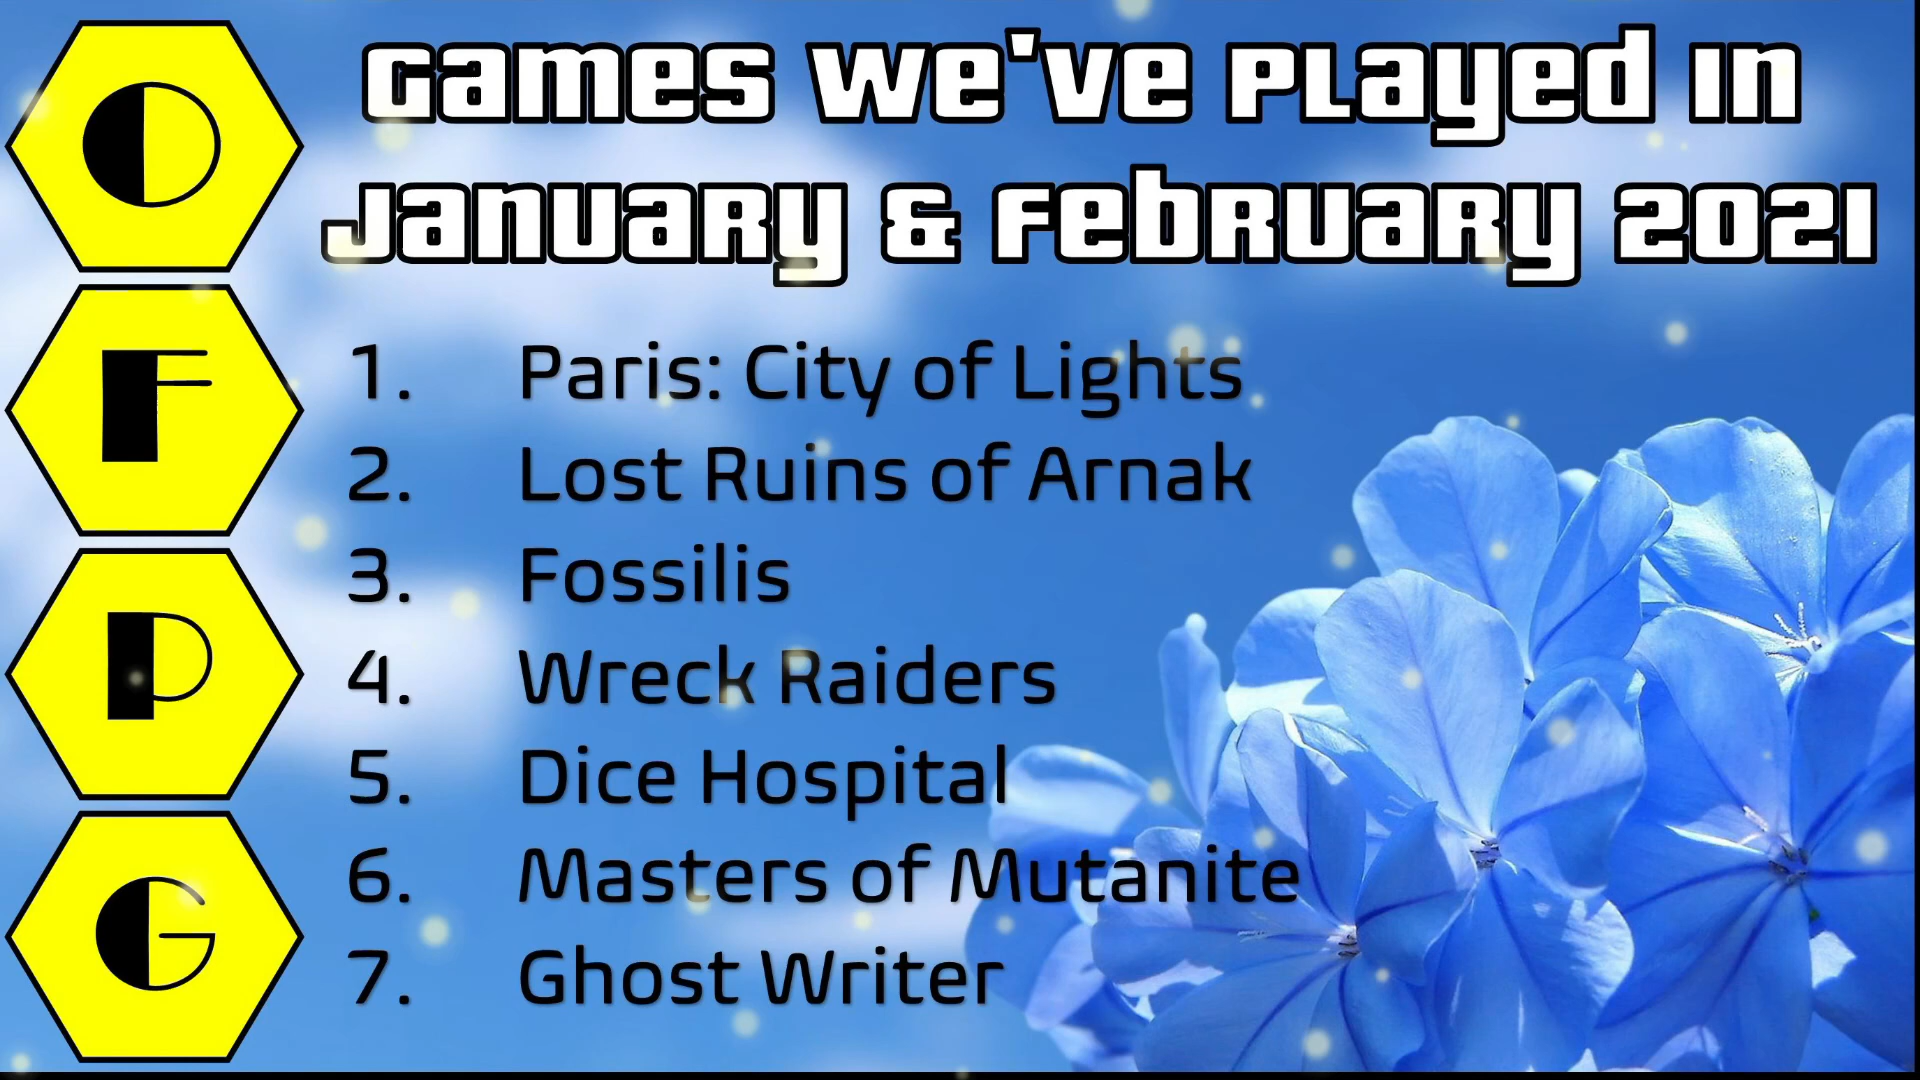 O
F
P
G
Games We've Played in
January & February 2021
1. Paris: City of Lights
2. Lost Ruins of Arnak
3. Fossilis
4. Wreck Raiders
5. Dice Hospital
6. Masters of Mutanite
7. Ghost Writer